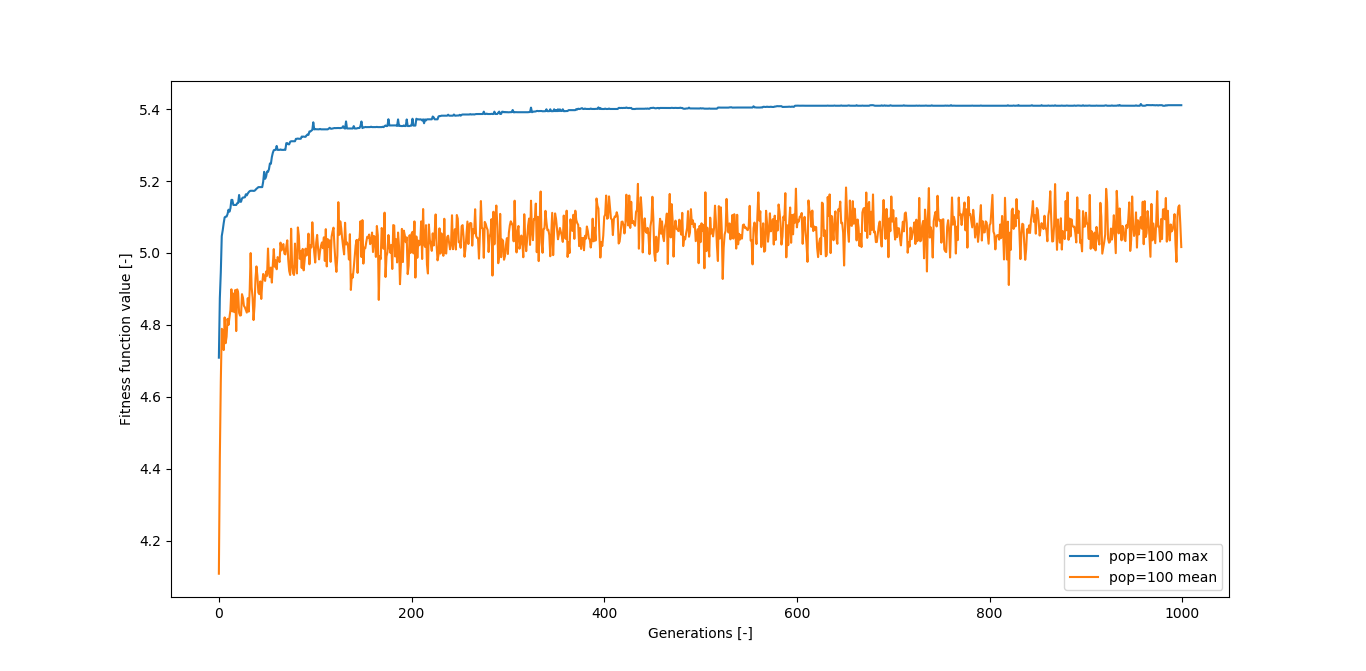 5.4
5.2
5.0
4.8
4.6
4.4
4.2
Fitness function value [-]
0 200 400 600 800 1000
Generations [-]
pop=100 max
pop=100 mean